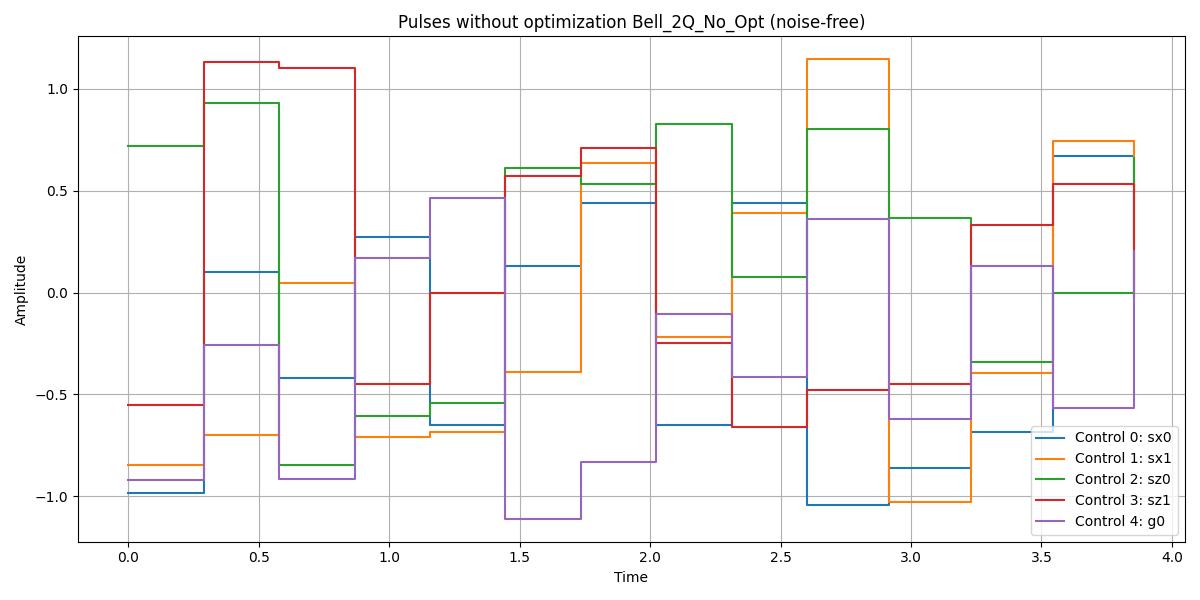 Pulses without optimization Bell_2Q_No_Opt (noise-free)
1.0
0.5
0.0
−0.5
−1.0
Amplitude
Control 0: sx0
Control 1: sx1
Control 2: sz0
Control 3: sz1
Control 4: g0
0.0 0.5 1.0 1.5 2.0 2.5 3.0 3.5 4.0
Time